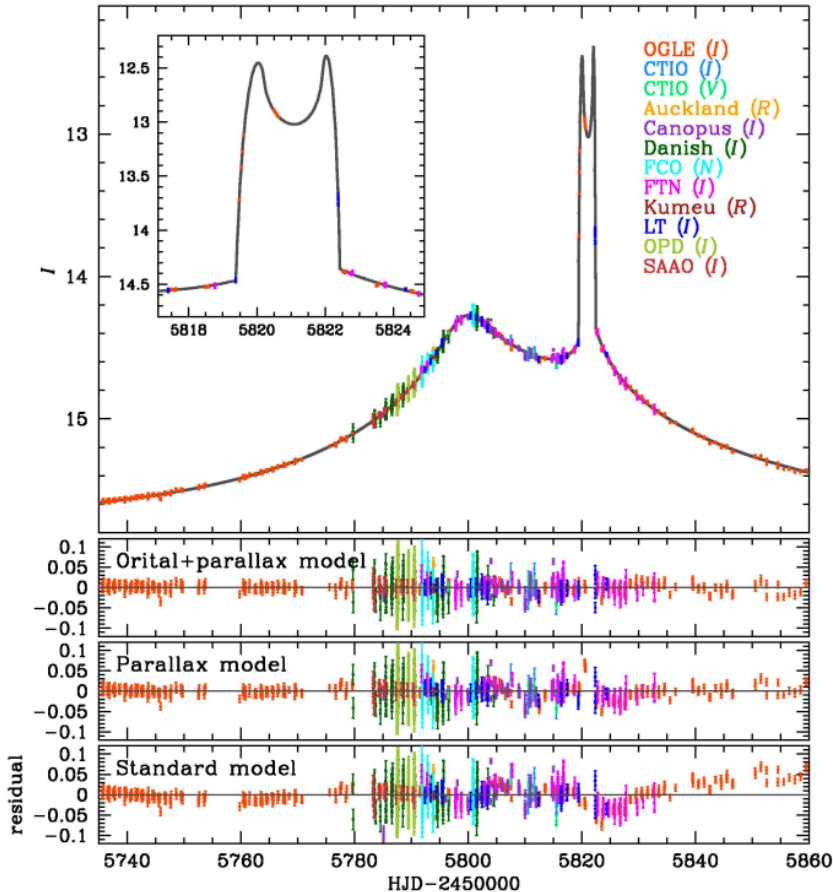 12.5
13
13.5
14
14.5
5818 5820 5822 5824
13
14
15
I
OGLE (I)
CTIO (I)
CTIO (V)
Auckland (R)
Canopus (I)
Danish (I)
FCO (N)
FTN (I)
Kumeu (R)
LT (I)
OPD (I)
SAAO (I)
0.1
0.05
0
-0.05
-0.1
Orital+parallax model
0.1
0.05
0
-0.05
-0.1
Parallax model
0.1
0.05
0
-0.05
-0.1
Standard model
residual
5740 5760 5780 5800 5820 5840 5860
HJD-2450000